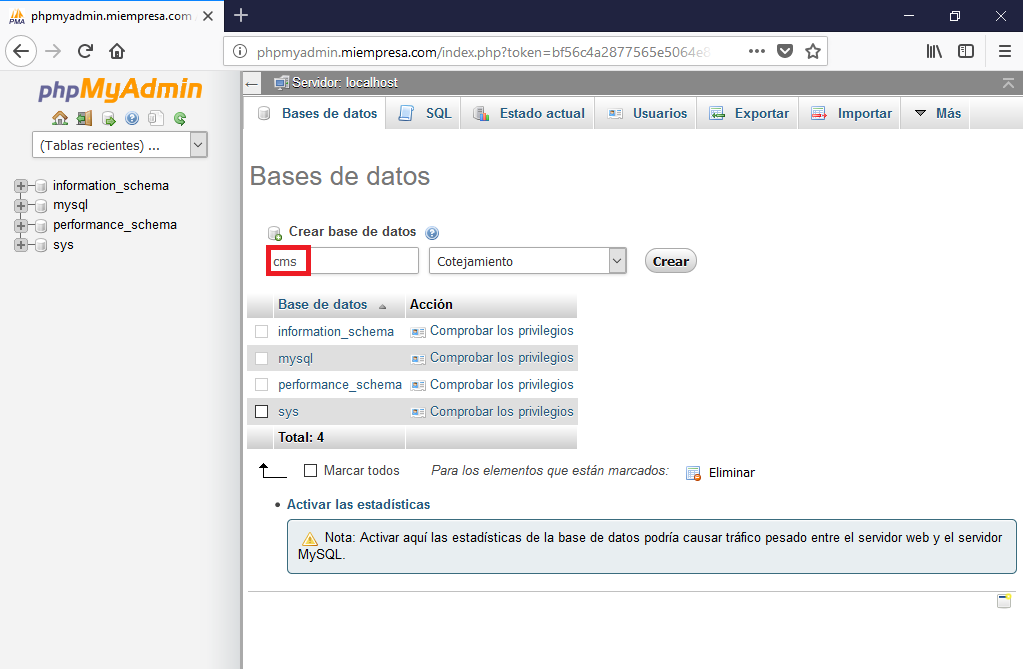 phpmyadmin.miempresa.com
phpmyadmin.miempresa.com/index.php?token=bf56c4a2877565e5064e8
phpMyAdmin
(Tablas recientes) ...
information_schema
mysql
performance_schema
sys
Servidor: localhost
Bases de datos
SQL
Estado actual
Usuarios
Exportar
Importar
Más
Bases de datos
Crear base de datos
cms
Cotejamiento
Crear
Base de datos
Acción
information_schema
Comprobar los privilegios
mysql
Comprobar los privilegios
performance_schema
Comprobar los privilegios
sys
Comprobar los privilegios
Total: 4
Marcar todos
Para los elementos que están marcados:
Eliminar
• Activar las estadísticas
Nota: Activar aquí las estadísticas de la base de datos podría causar tráfico pesado entre el servidor web y el servidor
MySQL.